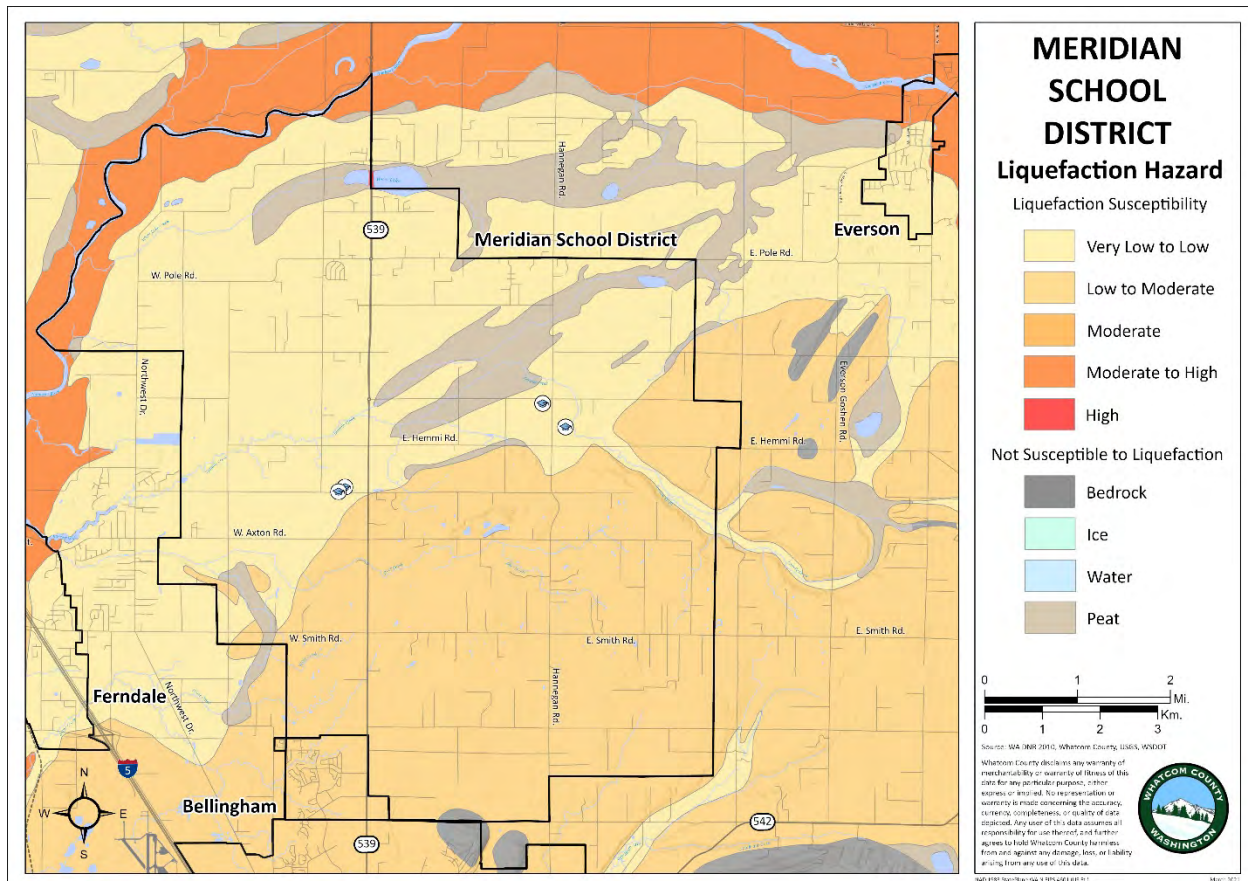 MERIDIAN
SCHOOL
DISTRICT
Liquefaction Hazard
Liquefaction Susceptibility
Very Low to Low
Low to Moderate
Moderate
Moderate to High
High
Not Susceptible to Liquefaction
Bedrock
Ice
Water
Peat
0 1 2
Mi.
Km.
0 1 2 3
Source: WA DNR 2010, Whatcom County, USGS, WSDOT
Whatcom County disclaims any warranty of
merchantability or warranty of fitness of this
data for any particular purpose, either
express or implied. No representation or
warranty is made concerning the accuracy,
currency, completeness, or quality of data
depicted. Any user of this data assumes all
responsibility for use thereof, and further
agrees to hold Whatcom County harmless
from and against any damage, loss, or liability
arising from any use of this data.
WHATCOM COUNTY
WASHINGTON
Hannegan Rd.
539
Meridian School District
Everson
W. Pole Rd.
E. Pole Rd.
Northwest Dr.
Everson Goshen Rd.
E. Hemmi Rd.
E. Hemmi Rd.
W. Axton Rd.
W. Smith Rd.
E. Smith Rd.
E. Smith Rd.
Hannegan Rd.
Ferndale
Northwest Dr.
5
N
W E
S
Bellingham
539
542